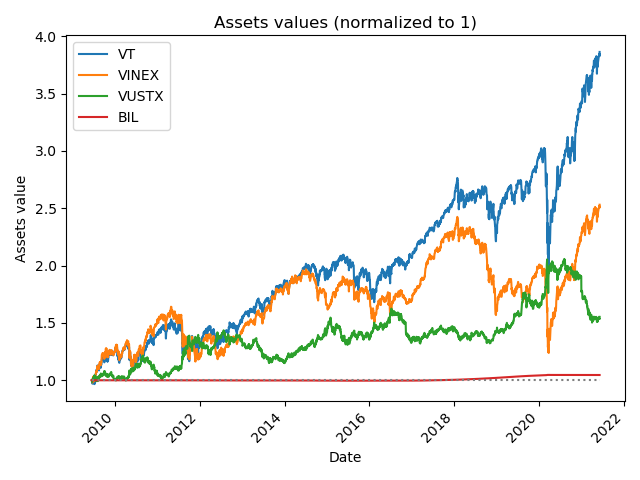 Assets values (normalized to 1)
VT
VINEX
VUSTX
BIL
4.0
3.5
3.0
2.5
2.0
1.5
1.0
Assets value
2010
2012
2014
2016
2018
2020
2022
Date